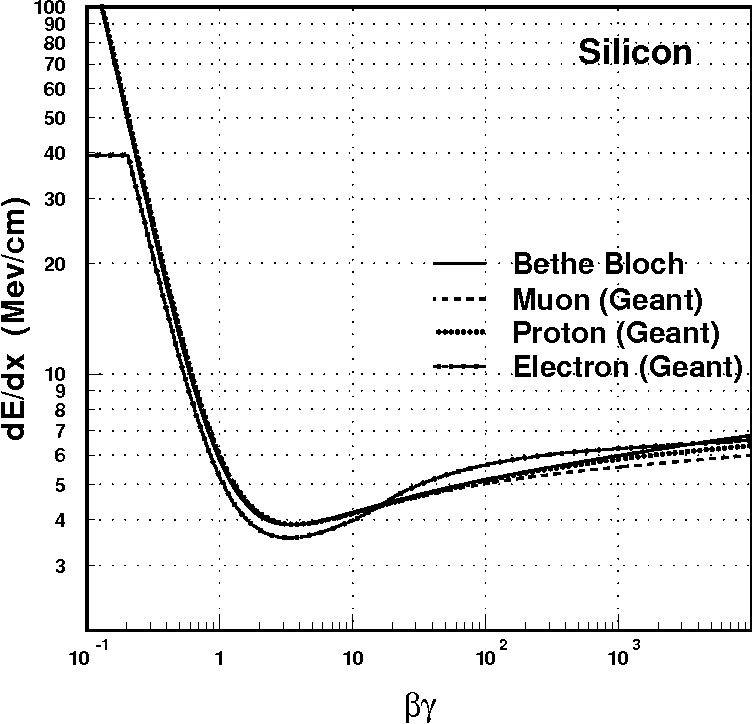 100
90
80
70
60
50
40
30
20
10
9
8
7
6
5
4
3
dE/dx (Mev/cm)
Silicon
Bethe Bloch
Muon (Geant)
Proton (Geant)
Electron (Geant)
10⁻¹ 1 10 10² 10³
βγ